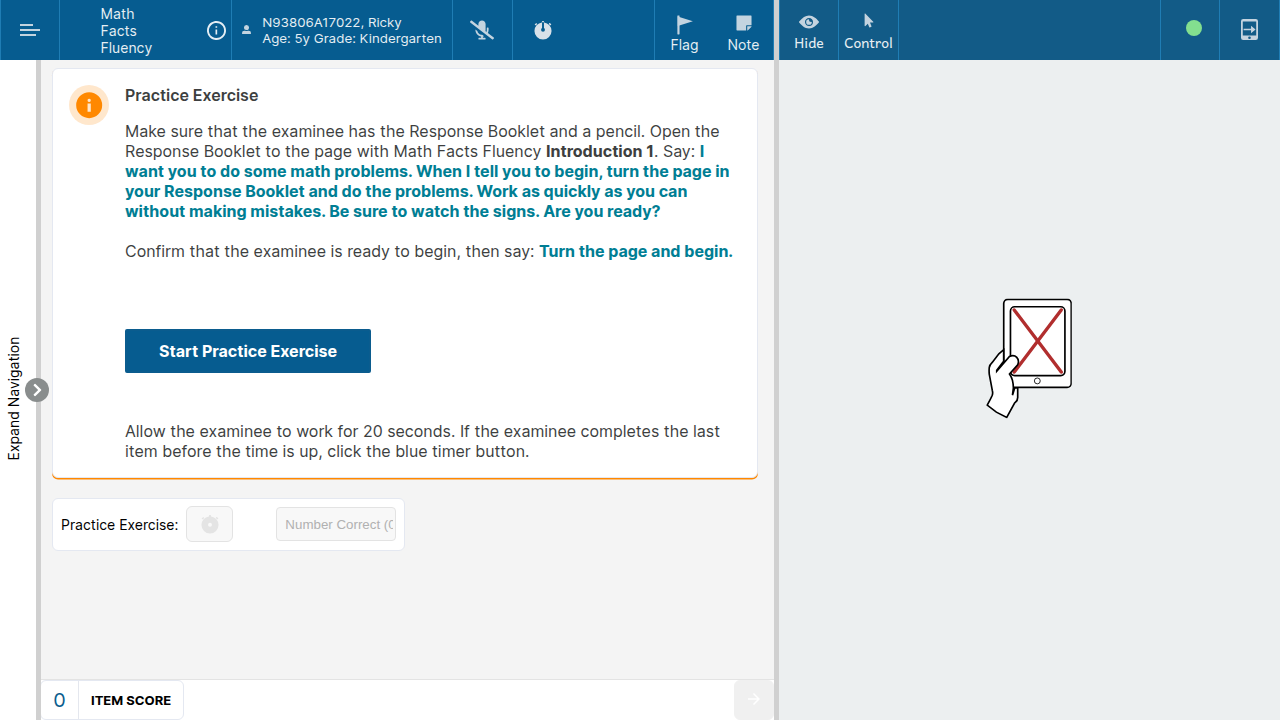 Math
Facts
Fluency
N93806A17022, Ricky
Age: 5y Grade: Kindergarten
Flag
Note
Hide
Control
Expand Navigation
Practice Exercise
Make sure that the examinee has the Response Booklet and a pencil. Open the
Response Booklet to the page with Math Facts Fluency Introduction 1. Say: I
want you to do some math problems. When I tell you to begin, turn the page in
your Response Booklet and do the problems. Work as quickly as you can
without making mistakes. Be sure to watch the signs. Are you ready?
Confirm that the examinee is ready to begin, then say: Turn the page and begin.
Start Practice Exercise
Allow the examinee to work for 20 seconds. If the examinee completes the last
item before the time is up, click the blue timer button.
Practice Exercise:
Number Correct (0
0
ITEM SCORE